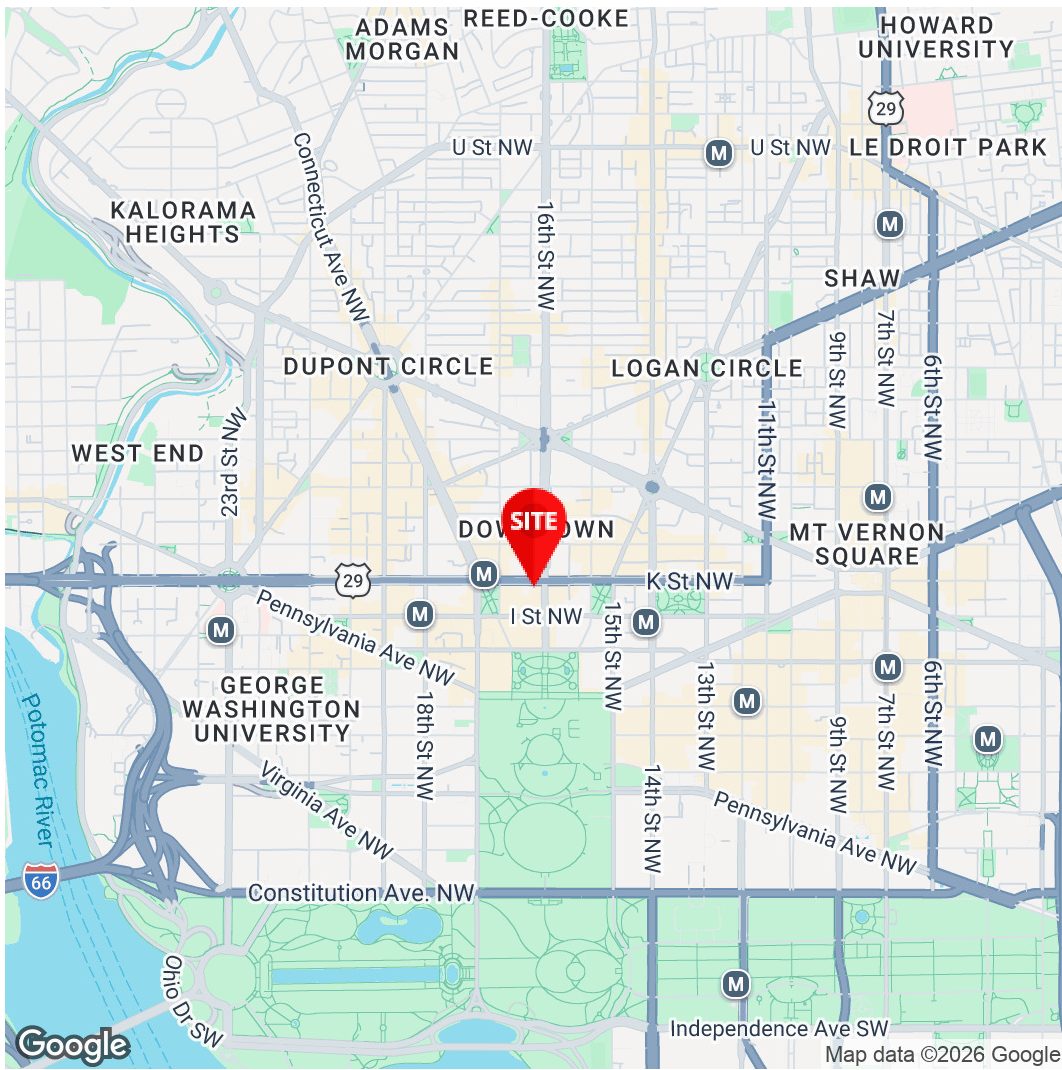 ADAMS
MORGAN
REED-COOKE
HOWARD
UNIVERSITY
29
U St NW
M
U St NW
LE DROIT PARK
Connecticut Ave NW
KALORAMA
HEIGHTS
16th St NW
M
SHAW
DUPONT CIRCLE
LOGAN CIRCLE
9th St NW
7th St NW
6th St NW
11th St NW
WEST END
23rd St NW
M
SITE
MT VERNON
SQUARE
29
M
K St NW
M
M
Pennsylvania Ave NW
I St NW
15th St NW
M
M
GEORGE
WASHINGTON
UNIVERSITY
18th St NW
13th St NW
M
9th St NW
7th St NW
6th St NW
M
Potomac River
Virginia Ave NW
14th St NW
Pennsylvania Ave NW
66
Constitution Ave. NW
Ohio Dr SW
M
Independence Ave SW
Google
Map data ©2026 Google